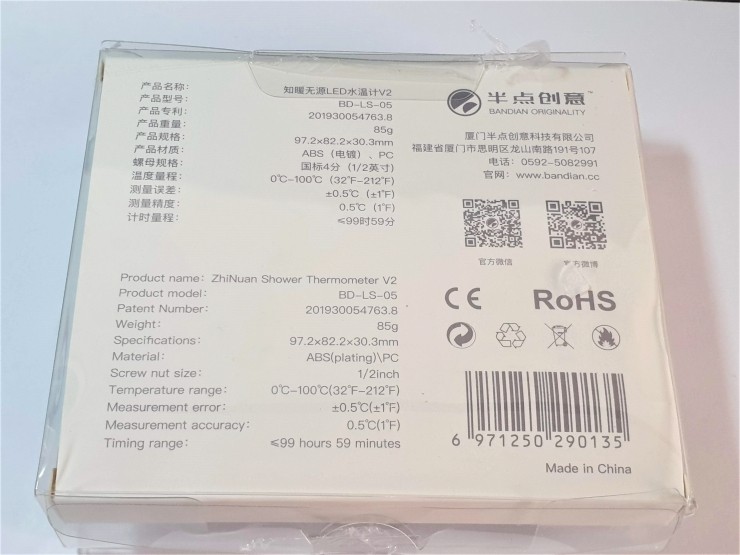 产品名称： 知暖无源LED水温计V2
产品型号： BD-LS-05
产品专利： 201930054763.8
产品重量： 85g
产品规格： 97.2×82.2×30.3mm
产品材质： ABS（电镀）、PC
螺母规格： 国标4分（1/2英寸）
温度量程： 0℃-100℃（32℉-212℉）
测量误差： ±0.5℃（±1℉）
测量精度： 0.5℃（1℉）
计时量程： ≤99时59分
半点创意™
BANDIAN ORIGINALITY
厦门半点创意科技有限公司
福建省厦门市思明区龙山南路191号107
电话：0592-5082991
官网：www.bandian.cc
官方微信 官方微博
Product name: ZhiNuan Shower Thermometer V2
Product model: BD-LS-05
Patent Number: 201930054763.8
Weight: 85g
Specifications: 97.2×82.2×30.3mm
Material: ABS(plating)\PC
Screw nut size: 1/2inch
Temperature range: 0℃-100℃(32℉-212℉)
Measurement error: ±0.5℃(±1℉)
Measurement accuracy: 0.5℃(1℉)
Timing range: ≤99 hours 59 minutes
CE RoHS
6 971250 290135
Made in China